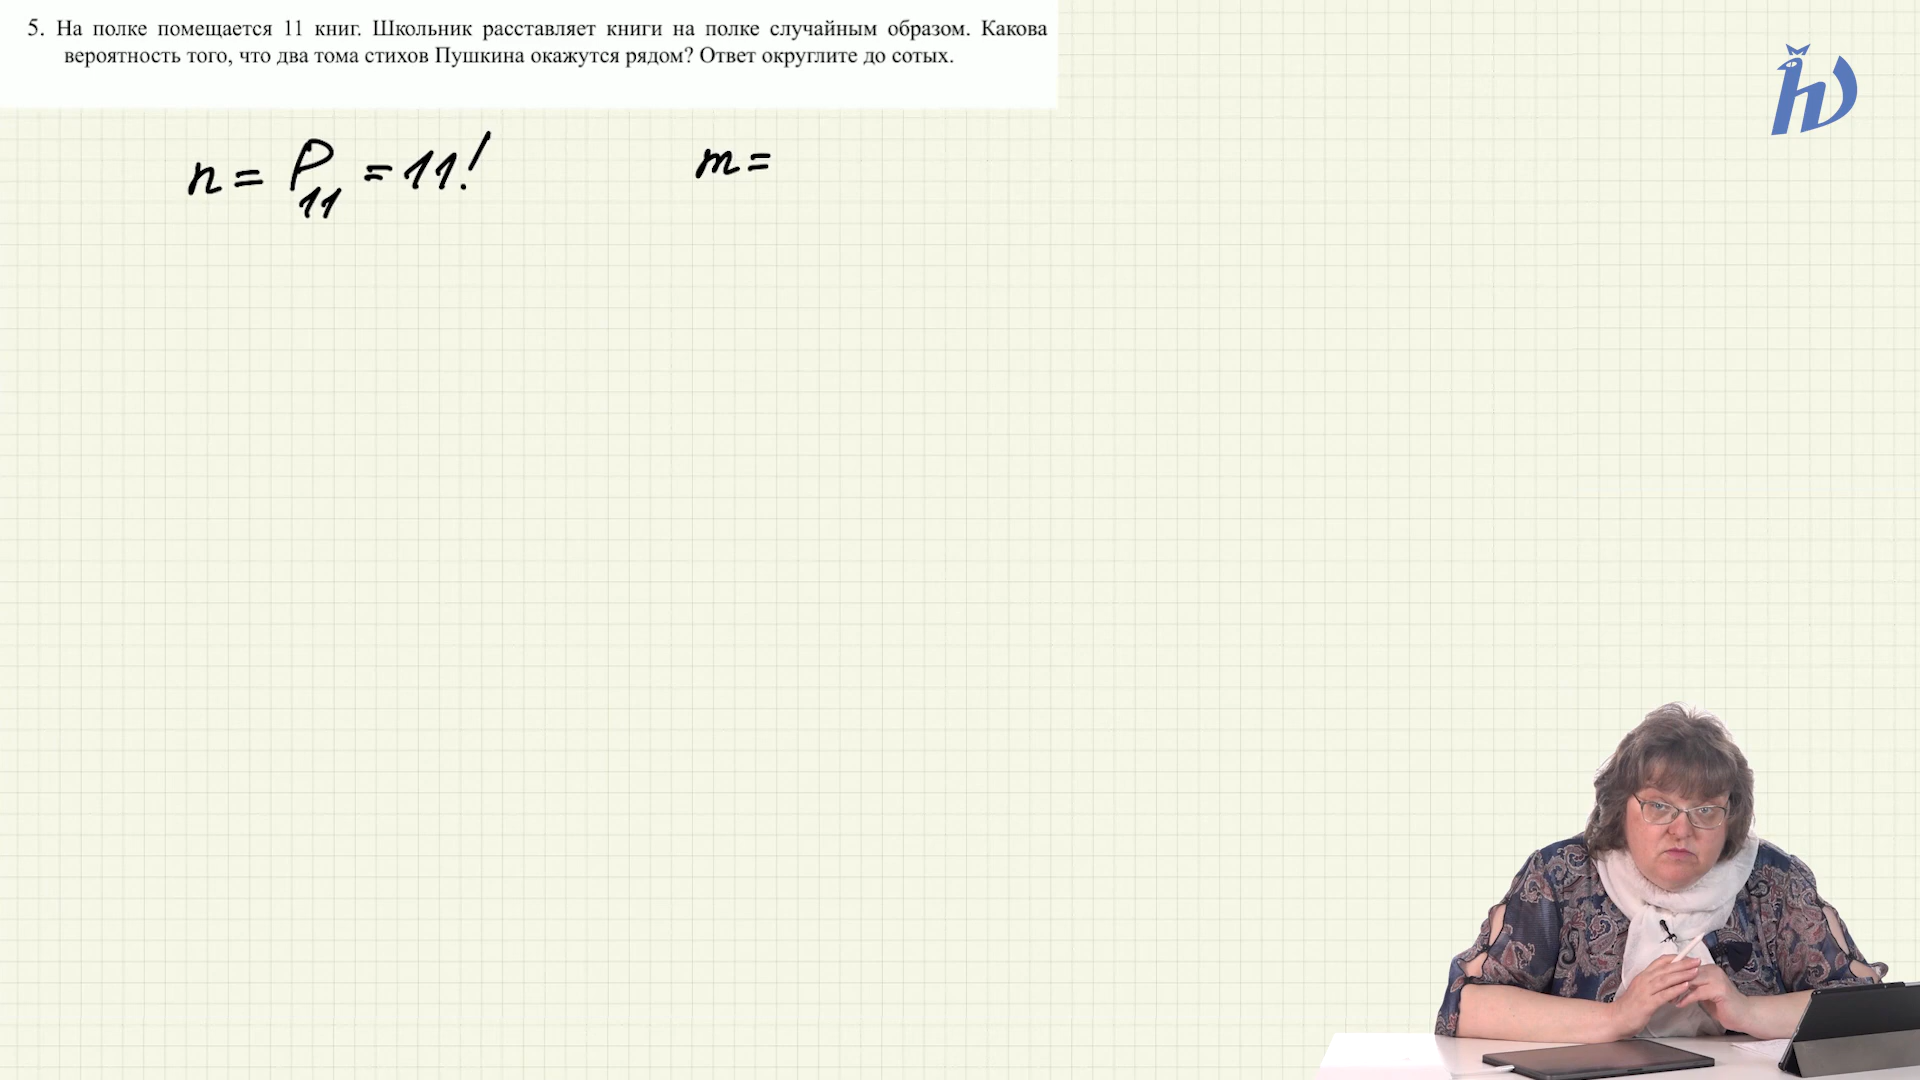 5. На полке помещается 11 книг. Школьник расставляет книги на полке случайным образом. Какова
вероятность того, что два тома стихов Пушкина окажутся рядом? Ответ округлите до сотых.
n = P₁₁ = 11!
m =